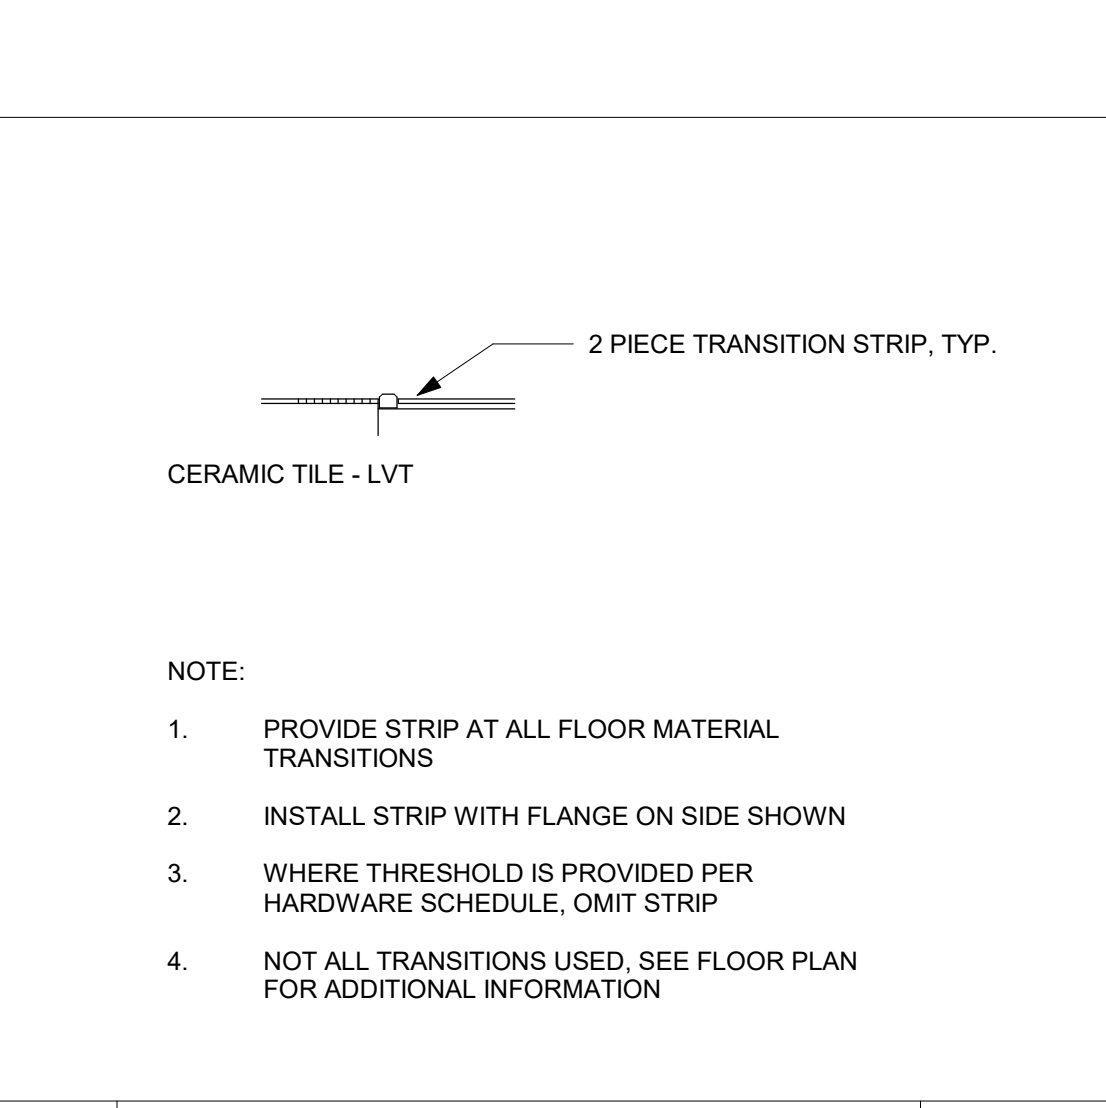 2 PIECE TRANSITION STRIP, TYP.
CERAMIC TILE - LVT
NOTE:
1. PROVIDE STRIP AT ALL FLOOR MATERIAL
TRANSITIONS
2. INSTALL STRIP WITH FLANGE ON SIDE SHOWN
3. WHERE THRESHOLD IS PROVIDED PER
HARDWARE SCHEDULE, OMIT STRIP
4. NOT ALL TRANSITIONS USED, SEE FLOOR PLAN
FOR ADDITIONAL INFORMATION